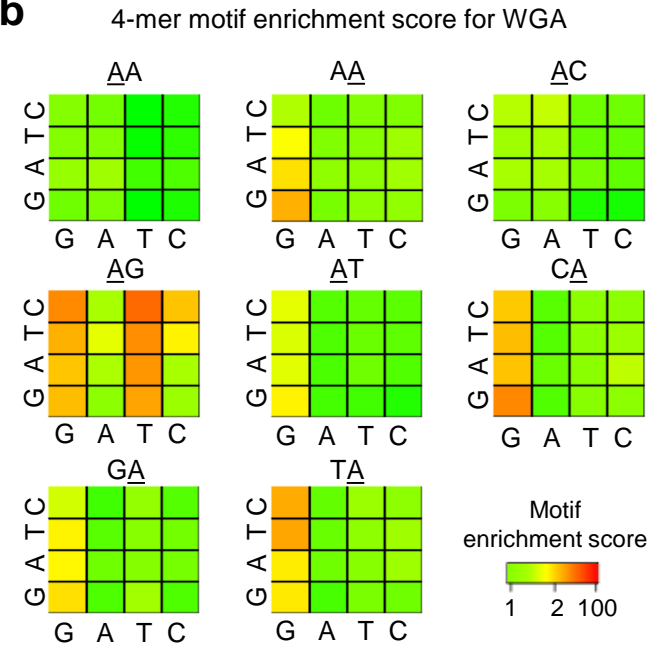 b
4-mer motif enrichment score for WGA
AA AA AC
C C C
T T T
A A A
G G G
G A T C G A T C G A T C
AG AT CA
C C C
T T T
A A A
G G G
G A T C G A T C G A T C
GA TA
C C
T T
A A
G G
G A T C G A T C
Motif
enrichment score
1 2 100